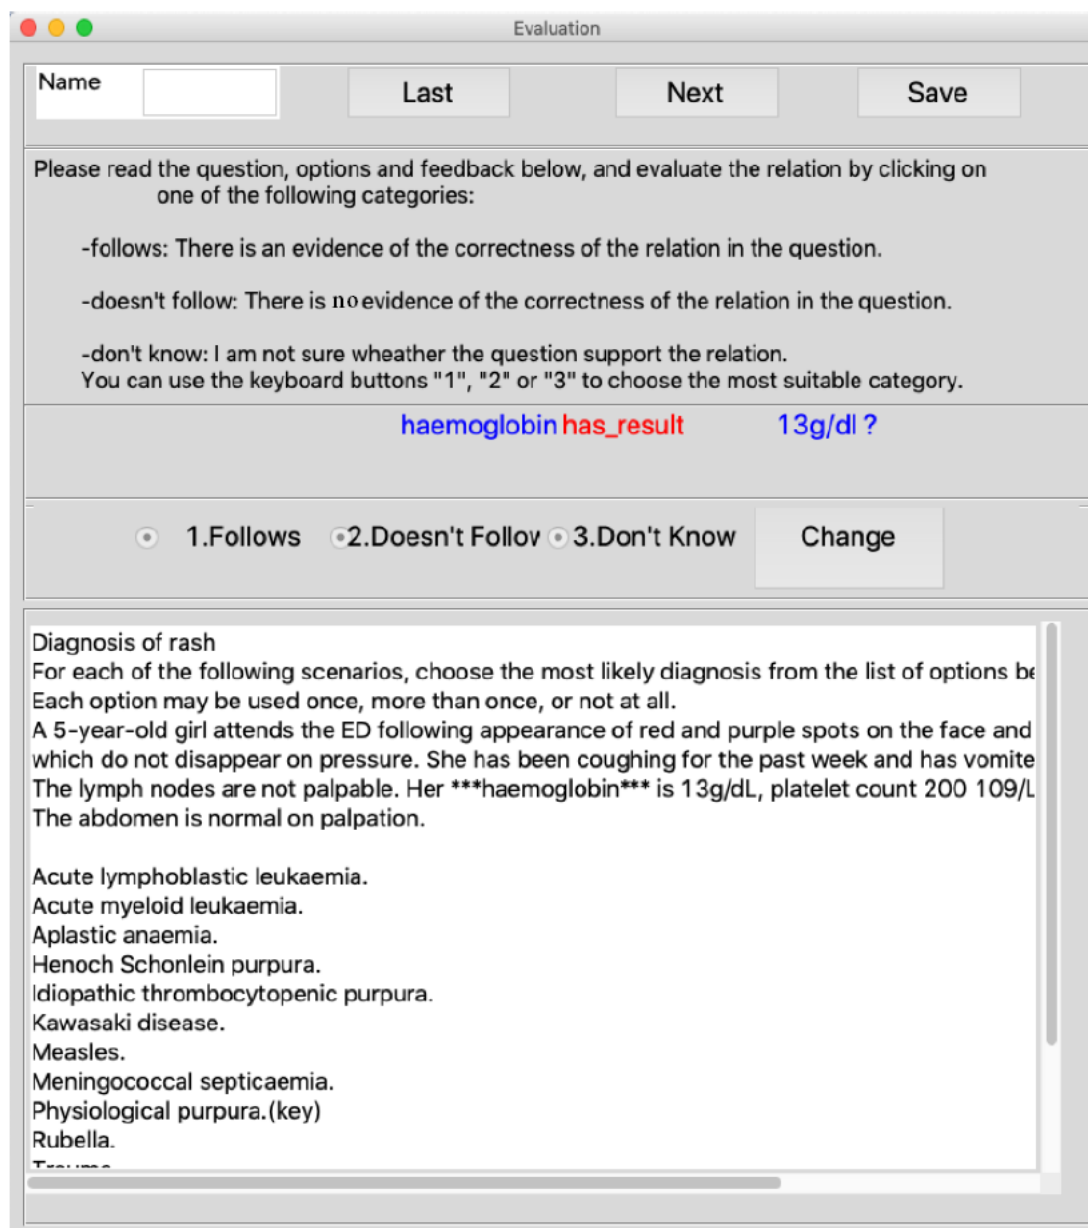 Evaluation
Name
Last
Next
Save
Please read the question, options and feedback below, and evaluate the relation by clicking on
one of the following categories:
-follows: There is an evidence of the correctness of the relation in the question.
-doesn't follow: There is no evidence of the correctness of the relation in the question.
-don't know: I am not sure wheather the question support the relation.
You can use the keyboard buttons "1", "2" or "3" to choose the most suitable category.
haemoglobin has_result 13g/dl ?
1.Follows
2.Doesn't Follow
3.Don't Know
Change
Diagnosis of rash
For each of the following scenarios, choose the most likely diagnosis from the list of options be
Each option may be used once, more than once, or not at all.
A 5-year-old girl attends the ED following appearance of red and purple spots on the face and
which do not disappear on pressure. She has been coughing for the past week and has vomite
The lymph nodes are not palpable. Her ***haemoglobin*** is 13g/dL, platelet count 200 109/L
The abdomen is normal on palpation.
Acute lymphoblastic leukaemia.
Acute myeloid leukaemia.
Aplastic anaemia.
Henoch Schonlein purpura.
Idiopathic thrombocytopenic purpura.
Kawasaki disease.
Measles.
Meningococcal septicaemia.
Physiological purpura.(key)
Rubella.